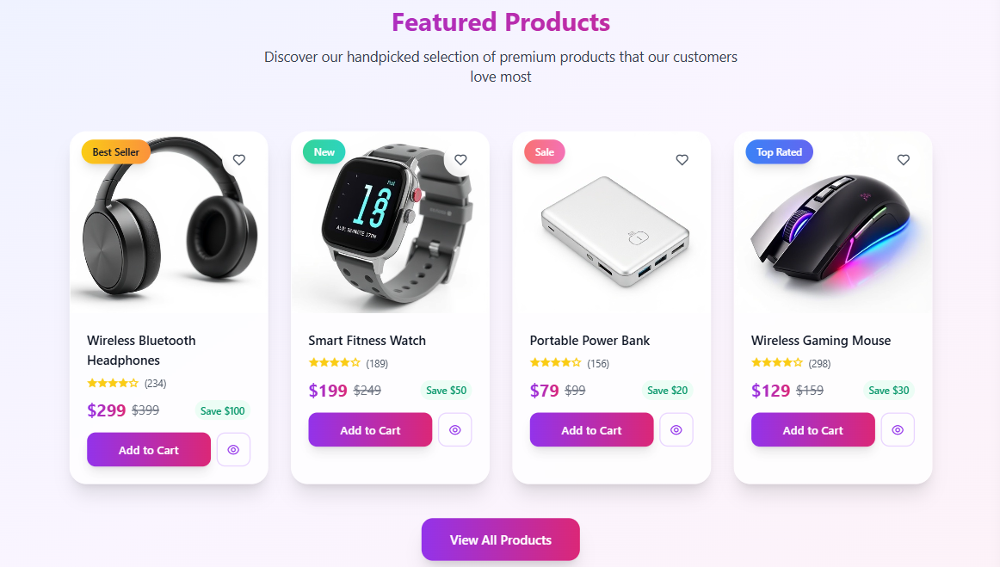 Featured Products
Discover our handpicked selection of premium products that our customers
love most
Best Seller
Wireless Bluetooth
Headphones
(234)
$299 $399 Save $100
Add to Cart
New
18
Smart Fitness Watch
(189)
$199 $249 Save $50
Add to Cart
Sale
Portable Power Bank
(156)
$79 $99 Save $20
Add to Cart
Top Rated
Wireless Gaming Mouse
(298)
$129 $159 Save $30
Add to Cart
View All Products